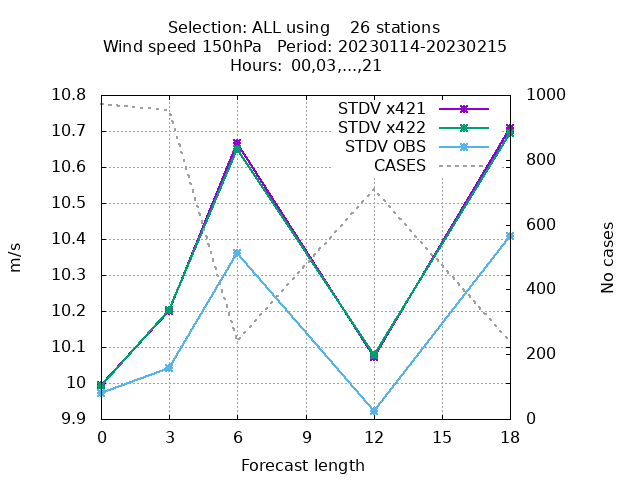 Selection: ALL using    26 stations
Wind speed 150hPa   Period: 20230114-20230215
Hours: 00,03,...,21
STDV x421
STDV x422
STDV OBS
CASES
10.8
10.7
10.6
10.5
10.4
10.3
10.2
10.1
10
9.9
m/s
1000
800
600
400
200
0
No cases
0 3 6 9 12 15 18
Forecast length